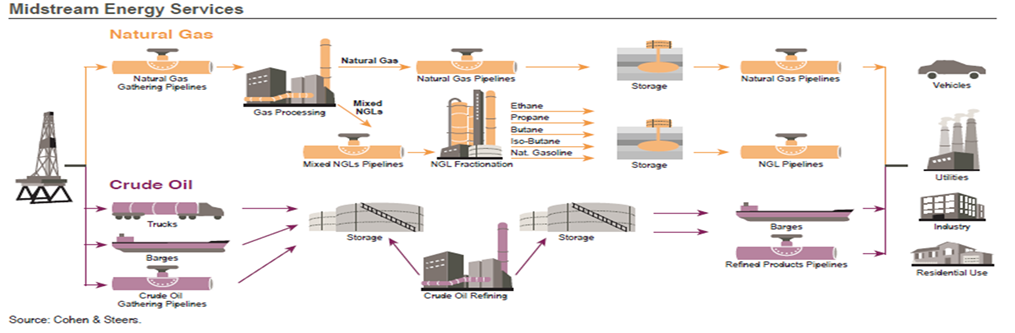 Midstream Energy Services
Natural Gas
Natural Gas
Gathering Pipelines
Gas Processing
Natural Gas
Mixed
NGLs
Natural Gas Pipelines
Storage
Natural Gas Pipelines
Vehicles
Mixed NGLs Pipelines
NGL Fractionation
Ethane
Propane
Butane
Iso-Butane
Nat. Gasoline
Storage
NGL Pipelines
Utilities
Crude Oil
Trucks
Barges
Crude Oil
Gathering Pipelines
Storage
Crude Oil Refining
Storage
Barges
Refined Products Pipelines
Industry
Residential Use
Source: Cohen & Steers.